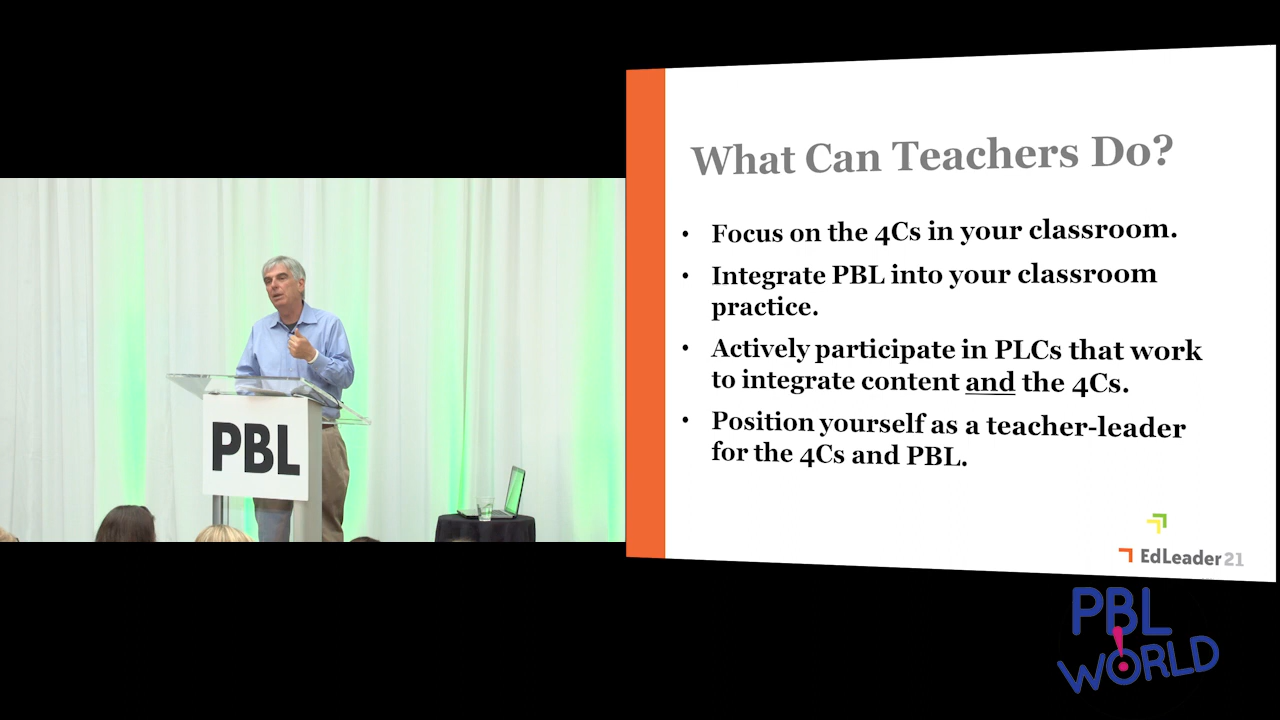 What Can Teachers Do?
• Focus on the 4Cs in your classroom.
• Integrate PBL into your classroom
practice.
• Actively participate in PLCs that work
to integrate content and the 4Cs.
• Position yourself as a teacher-leader
for the 4Cs and PBL.
EdLeader21
PBL
PBL
WORLD